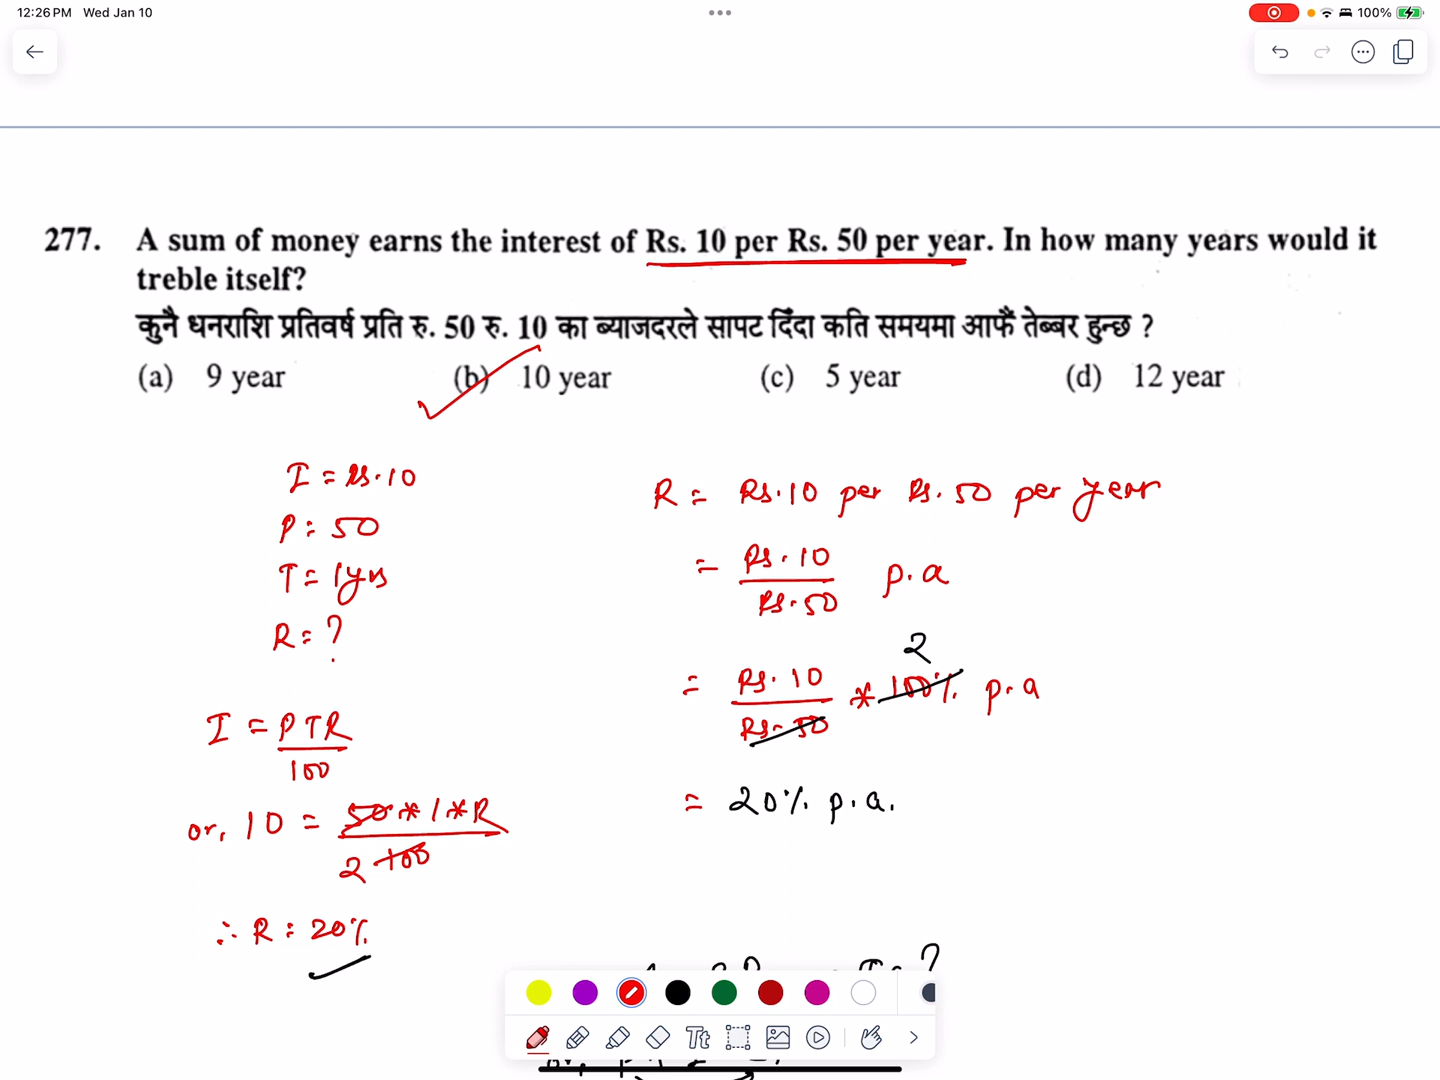 12:26 PM Wed Jan 10
100%
277. A sum of money earns the interest of Rs. 10 per Rs. 50 per year. In how many years would it
treble itself?
कुनै धनराशि प्रतिवर्ष प्रति रु. 50 रु. 10 का ब्याजदरले सापट दिँदा कति समयमा आफैं तेब्बर हुन्छ ?
(a) 9 year (b) 10 year (c) 5 year (d) 12 year
I = Rs. 10
P = 50
T = 1 yrs
R = ?
I = PTR
100
or, 10 = 50 * 1 * R
2 100
∴ R = 20%
R = Rs. 10 per Rs. 50 per year
= Rs. 10 p.a
Rs. 50
2
= Rs. 10 * 100% p.a
Rs. 50
= 20% p.a.
Tt